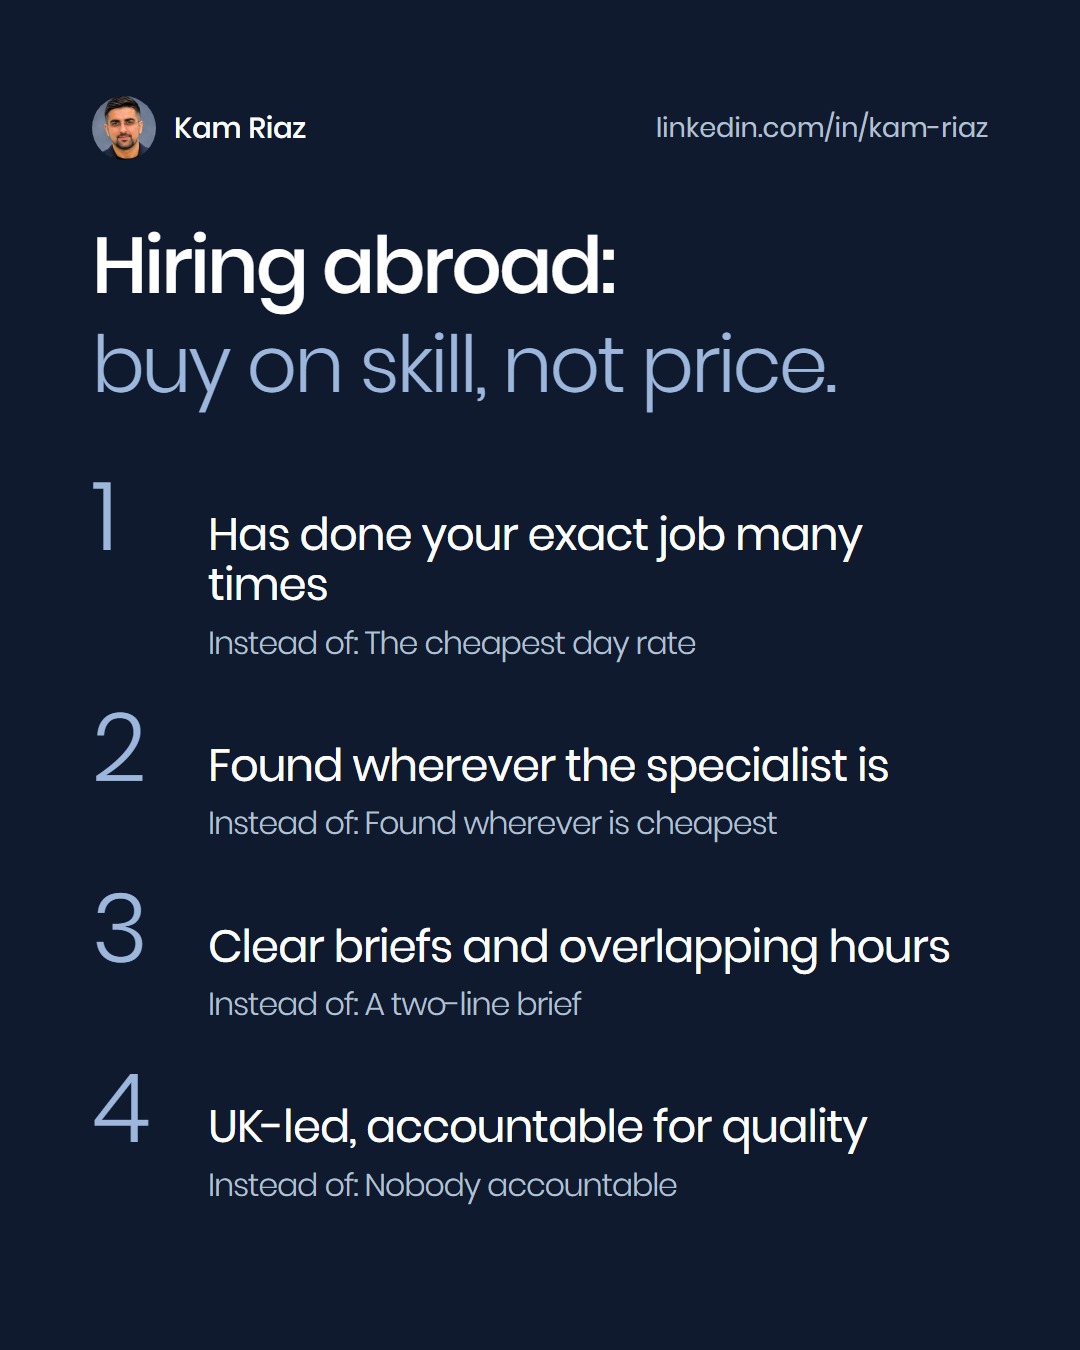 Kam Riaz
linkedin.com/in/kam-riaz
Hiring abroad:
buy on skill, not price.
1
Has done your exact job many
times
Instead of: The cheapest day rate
2
Found wherever the specialist is
Instead of: Found wherever is cheapest
3
Clear briefs and overlapping hours
Instead of: A two-line brief
4
UK-led, accountable for quality
Instead of: Nobody accountable